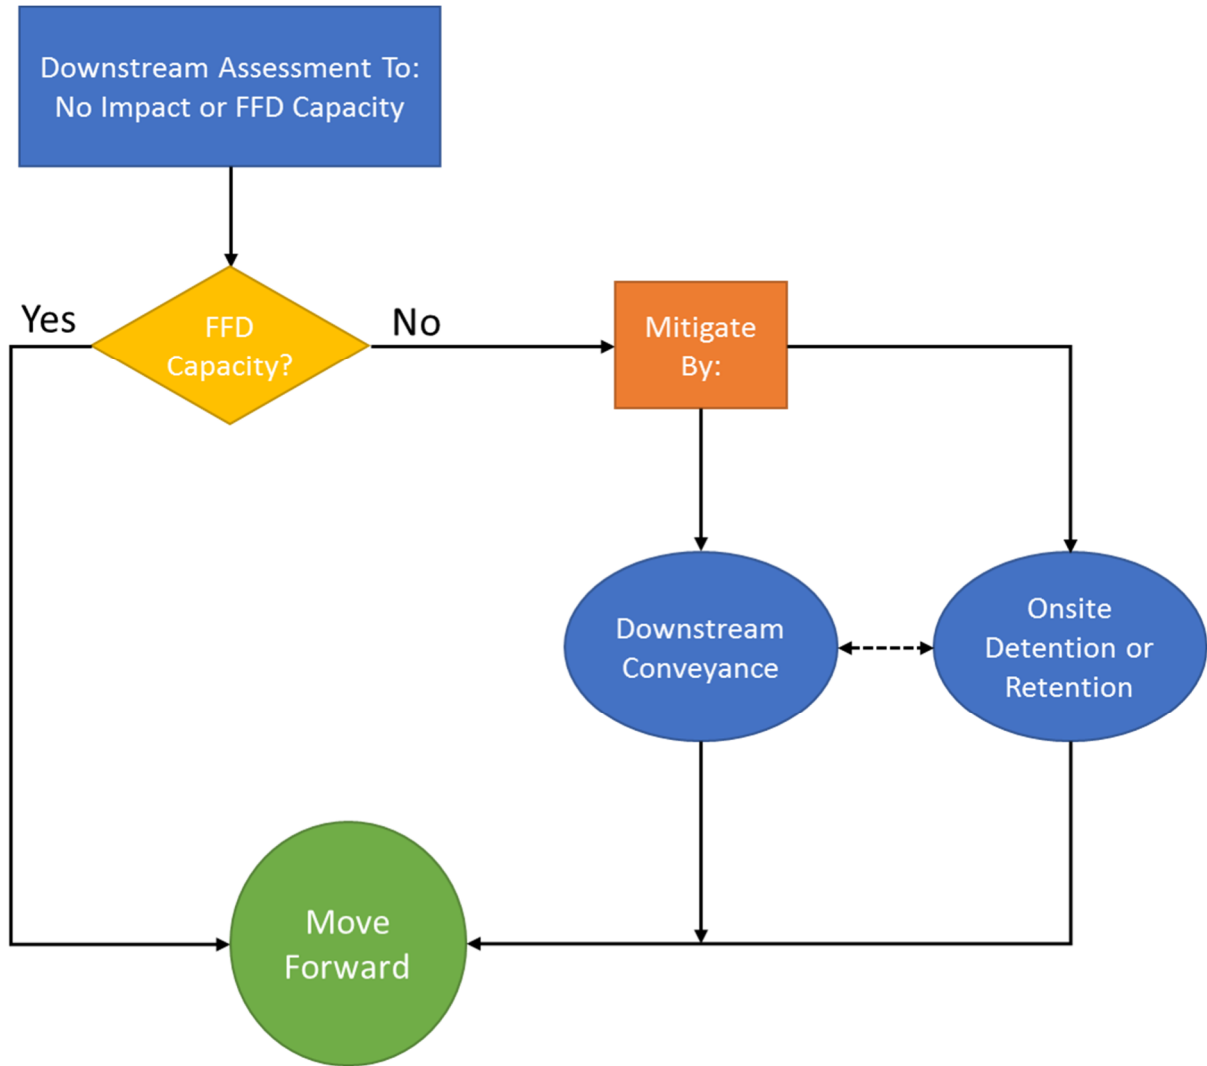 Downstream Assessment To:
No Impact or FFD Capacity
Yes
FFD
Capacity?
No
Mitigate
By:
Downstream
Conveyance
Onsite
Detention or
Retention
Move
Forward